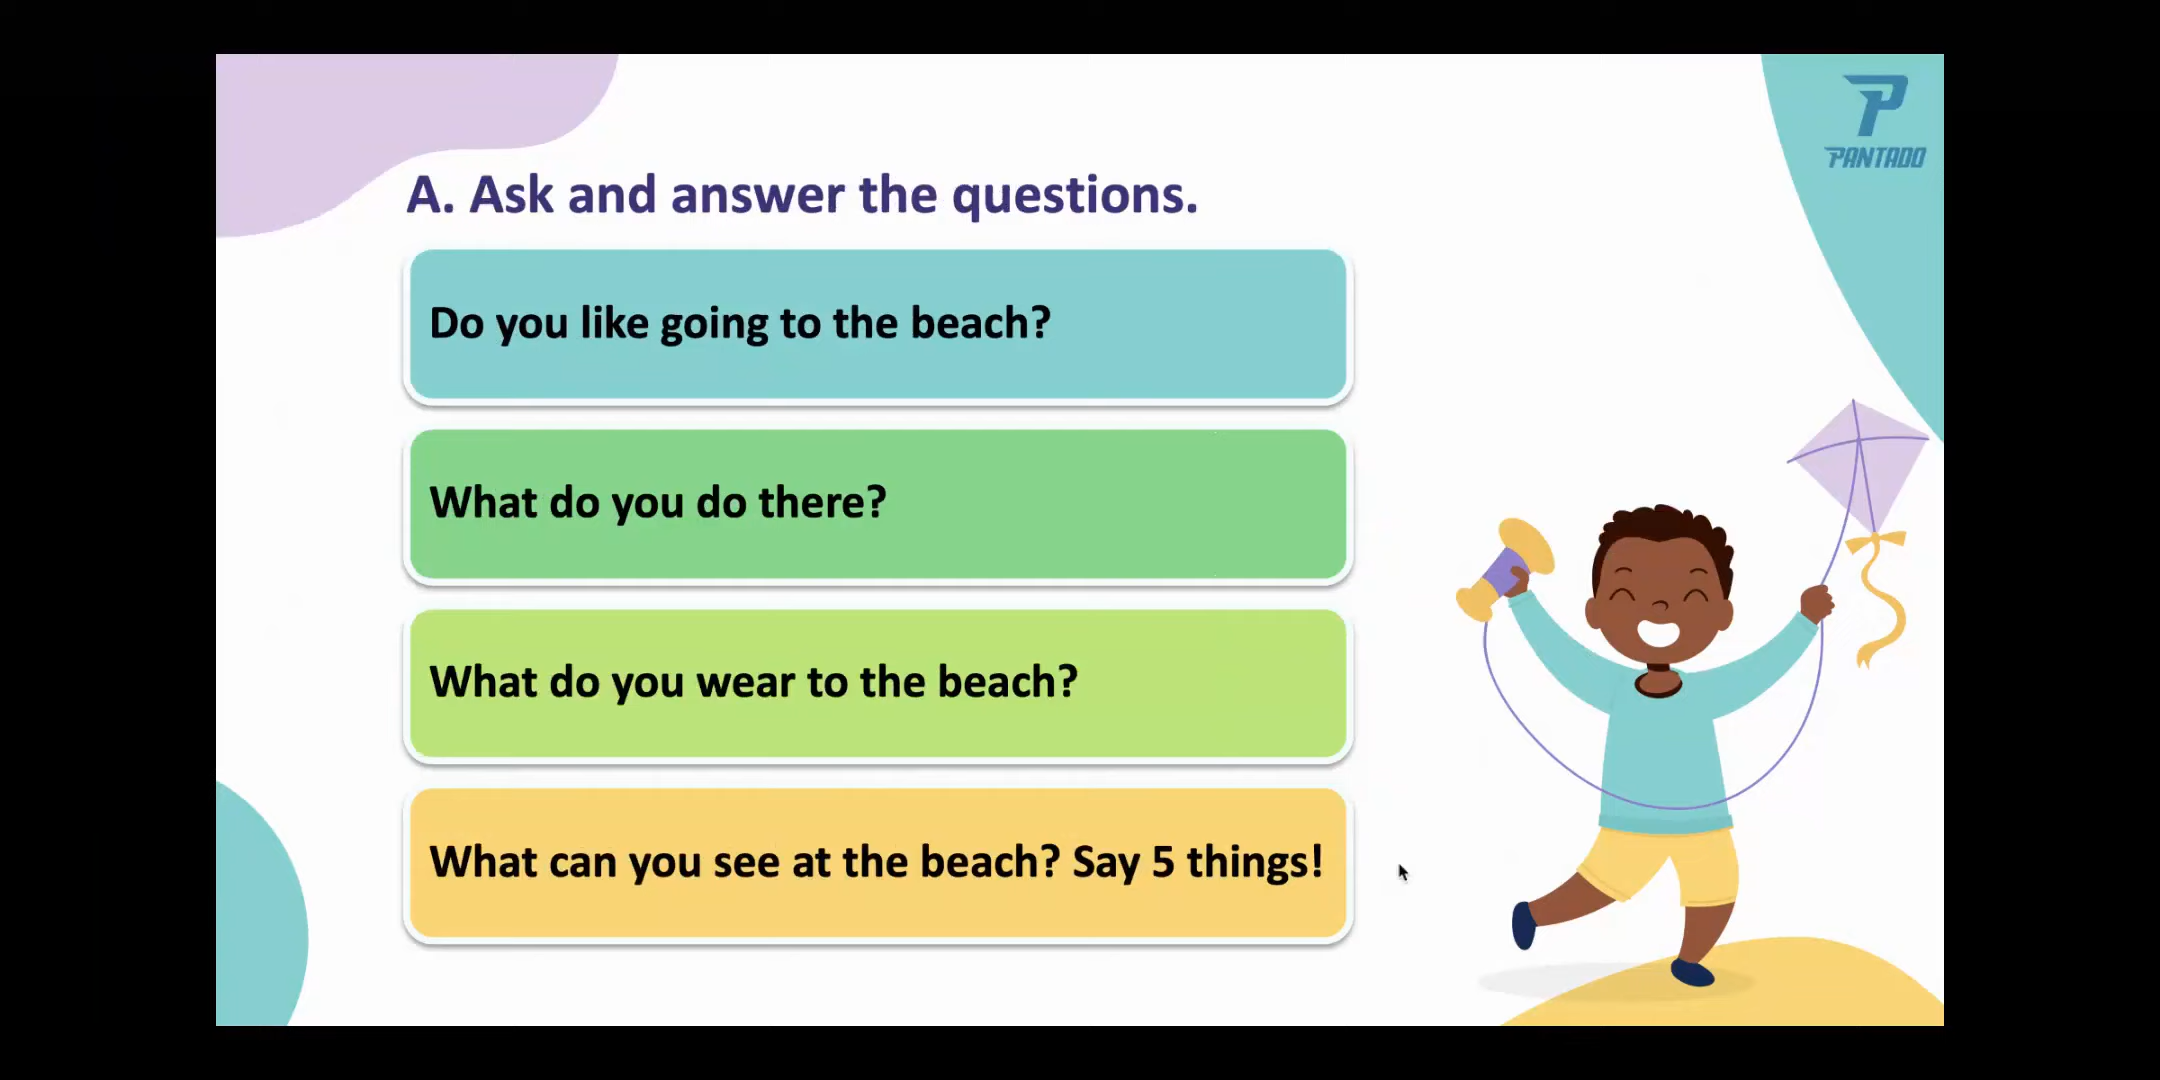 PANTADO
A. Ask and answer the questions.
Do you like going to the beach?
What do you do there?
What do you wear to the beach?
What can you see at the beach? Say 5 things!